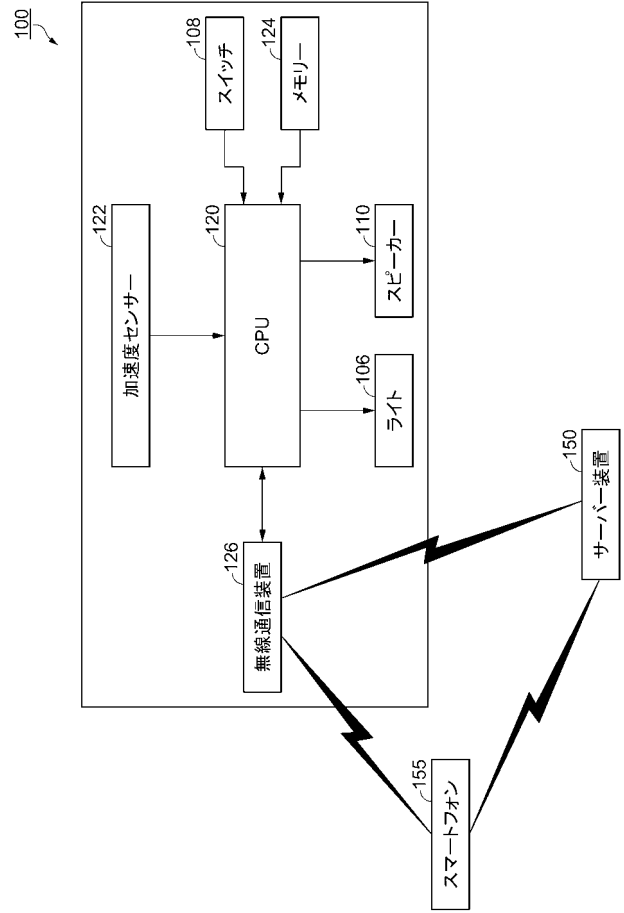 100
122
加速度センサー
108
スイッチ
124
メモリー
120
CPU
126
無線通信装置
106
ライト
110
スピーカー
155
スマートフォン
150
サーバー装置